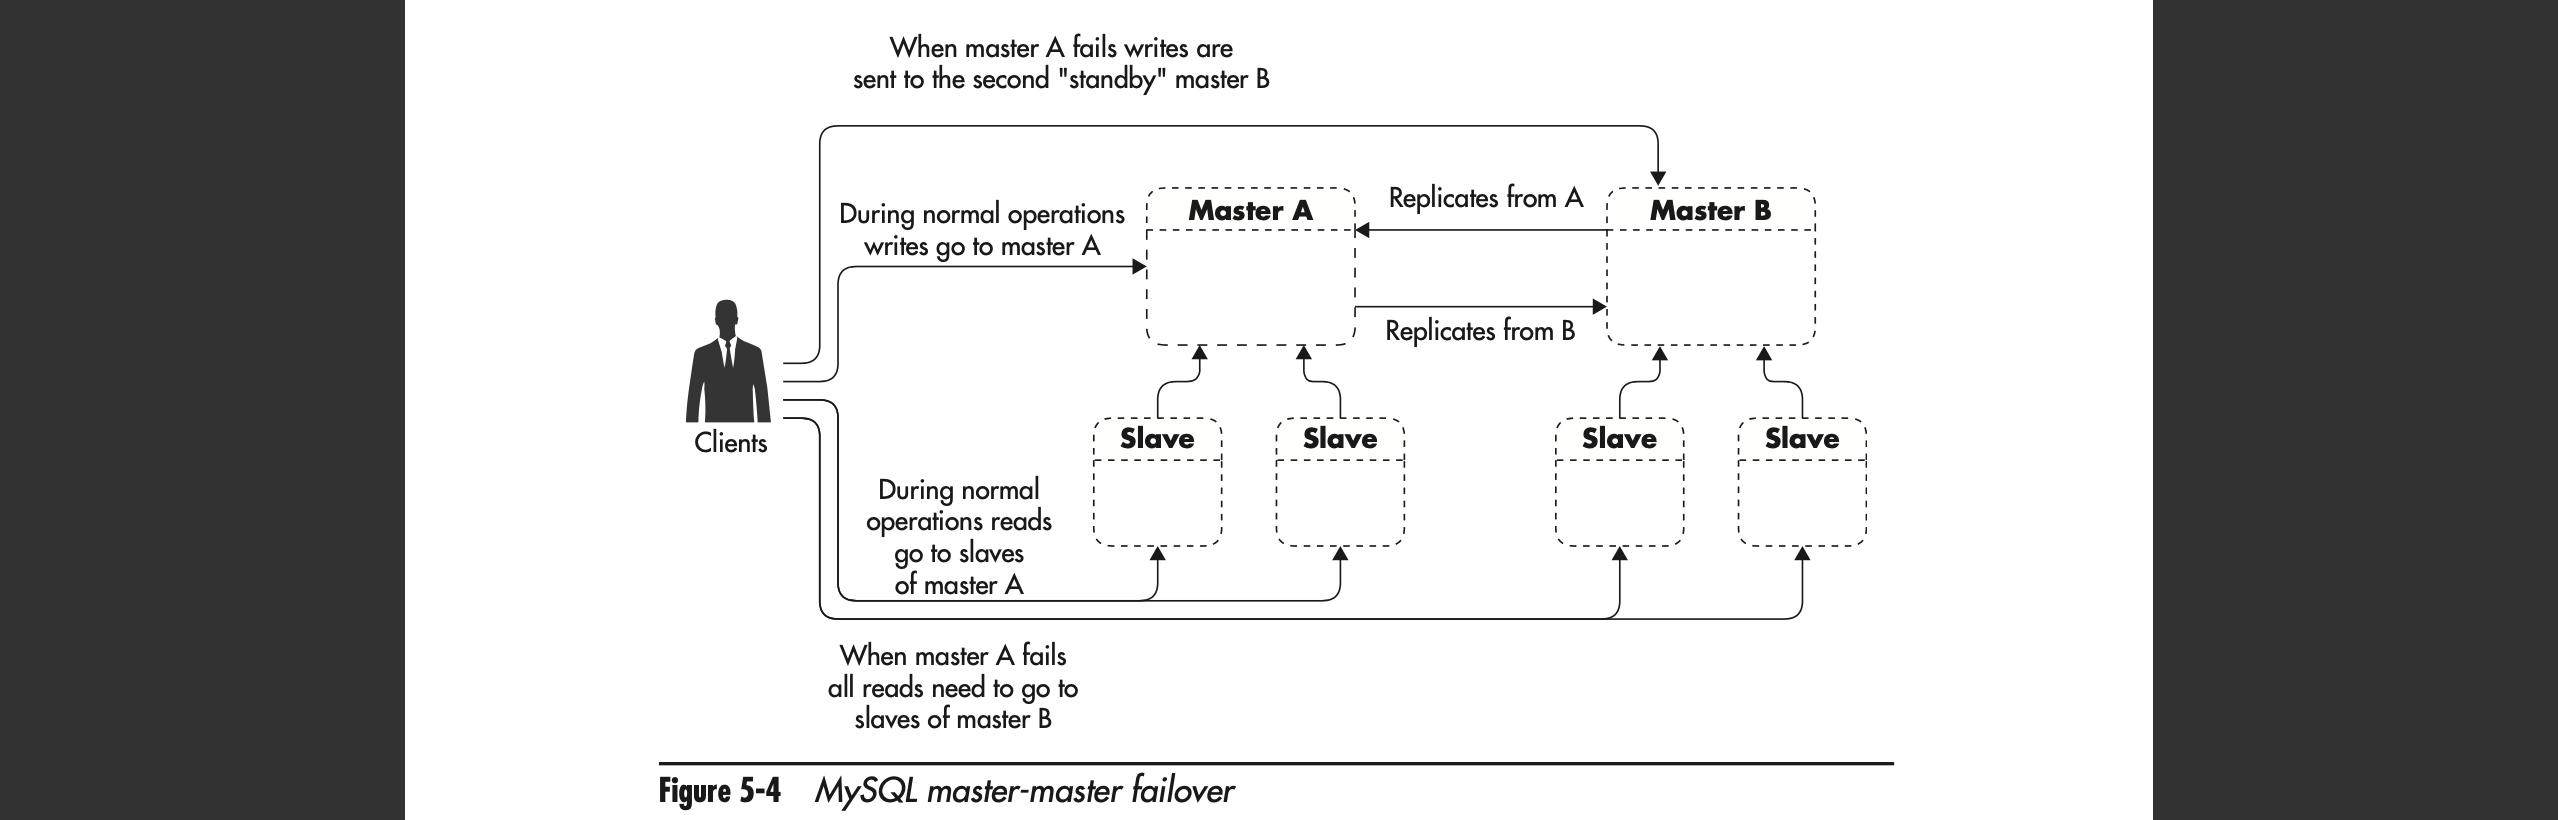 When master A fails writes are
sent to the second "standby" master B
During normal operations
writes go to master A
Master A
Replicates from A
Master B
Replicates from B
Clients
Slave
Slave
Slave
Slave
During normal
operations reads
go to slaves
of master A
When master A fails
all reads need to go to
slaves of master B
Figure 5-4 MySQL master-master failover